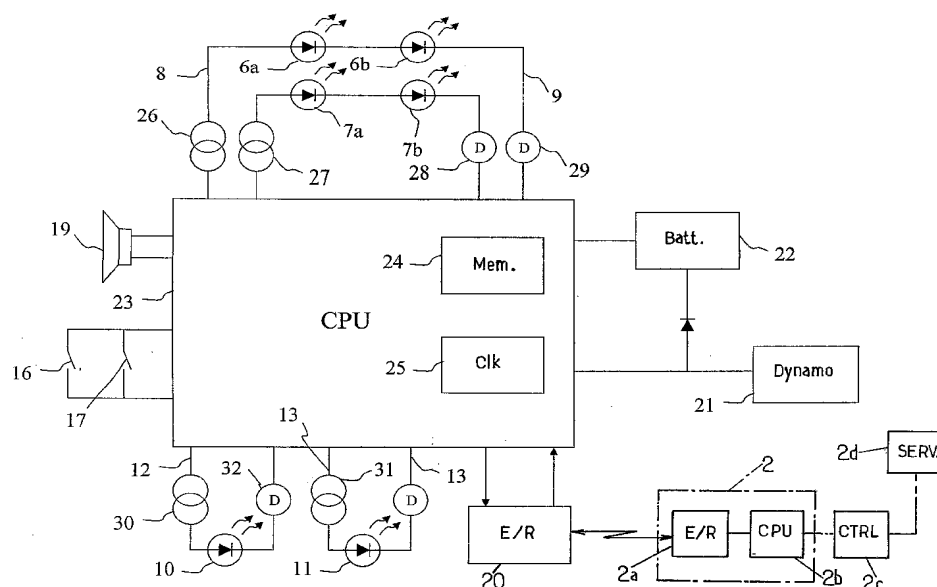 8
6a
6b
9
26
7a
7b
27
D
D
28
29
19
23
CPU
24
Mem.
25
Clk
Batt.
22
Dynamo
21
16
17
12
32
13
31
13
30
D
D
10
11
E/R
20
2
E/R
CPU
CTRL
2d
SERV.
2a
2b
2c